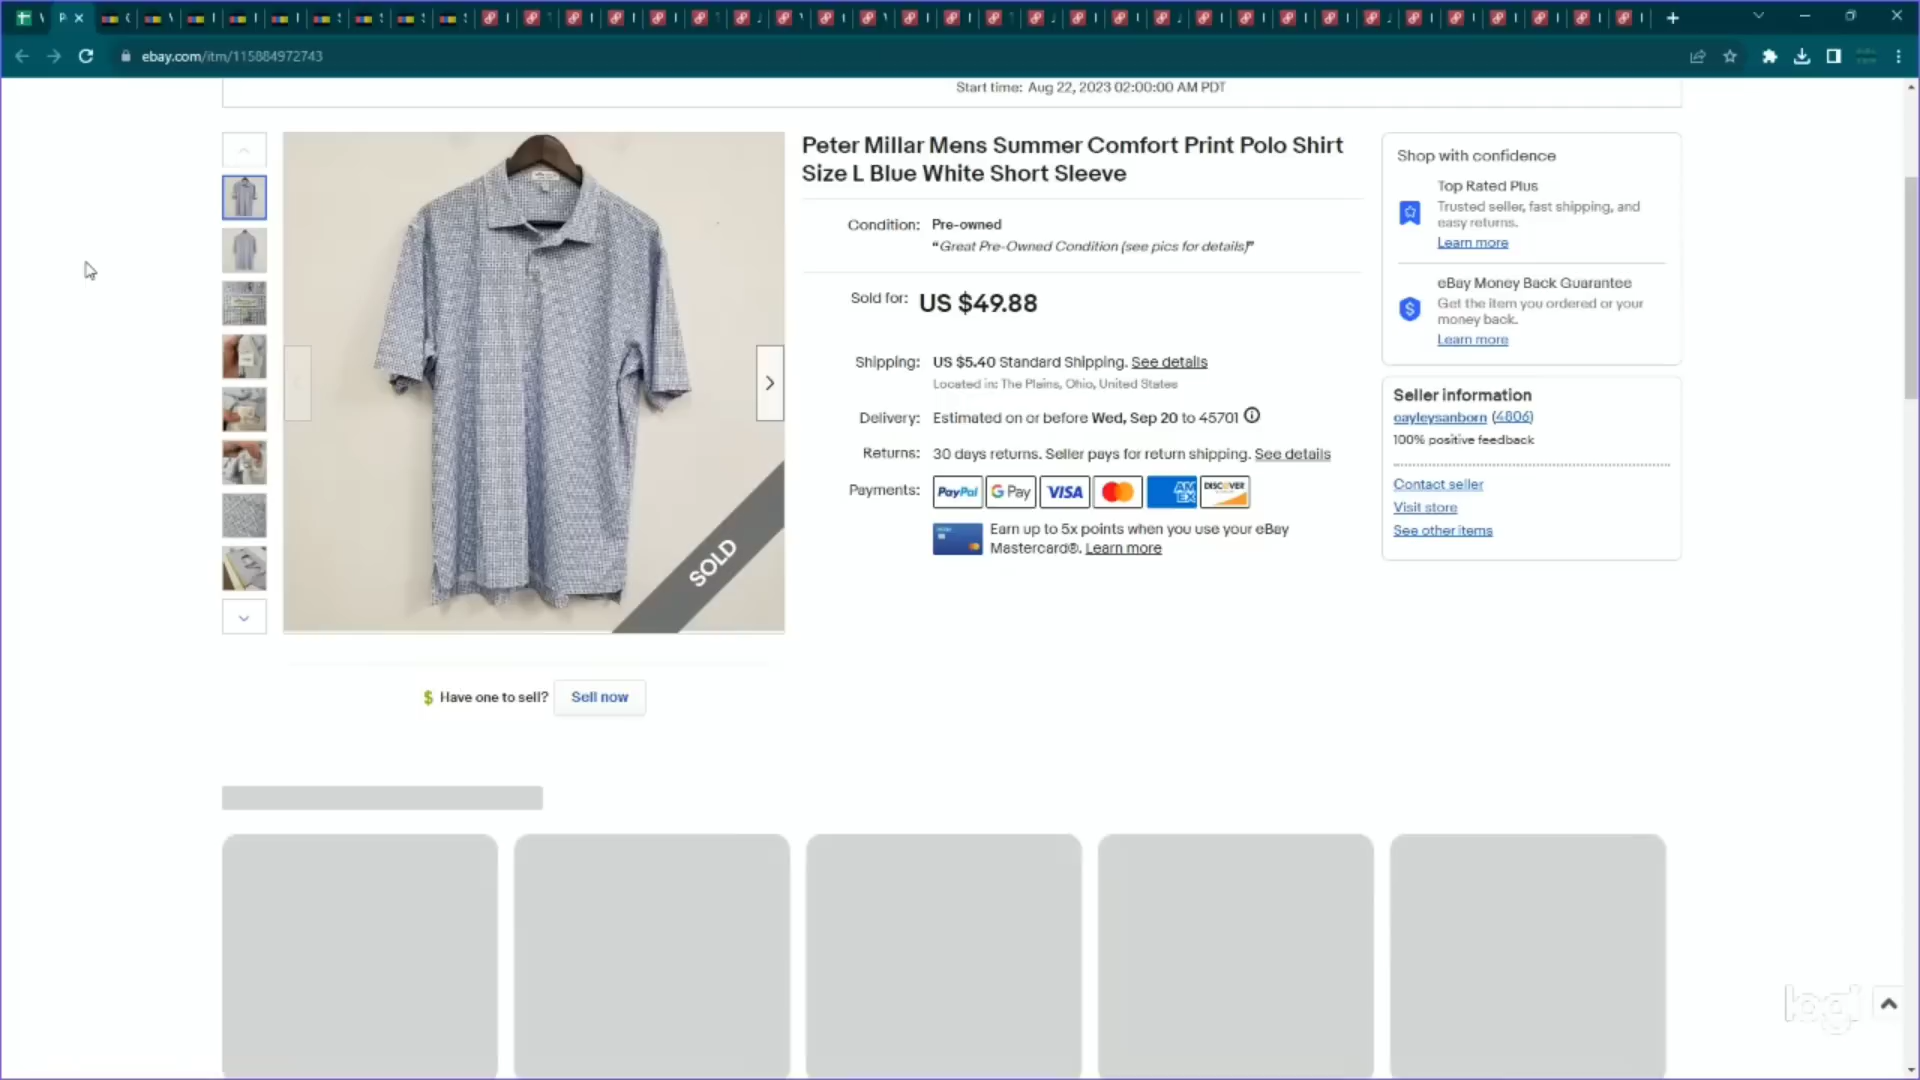 ebay.com/itm/115884972743
Start time: Aug 22, 2023 02:00:00 AM PDT
Peter Millar Mens Summer Comfort Print Polo Shirt
Size L Blue White Short Sleeve
Condition: Pre-owned
“Great Pre-Owned Condition (see pics for details)”
Sold for: US $49.88
Shipping: US $5.40 Standard Shipping. See details
Located in: The Plains, Ohio, United States
Delivery: Estimated on or before Wed, Sep 20 to 45701
Returns: 30 days returns. Seller pays for return shipping. See details
Payments: PayPal G Pay VISA AM EX DISCOVER
Earn up to 5x points when you use your eBay
Mastercard®. Learn more
SOLD
Have one to sell? Sell now
Shop with confidence
Top Rated Plus
Trusted seller, fast shipping, and
easy returns.
Learn more
eBay Money Back Guarantee
Get the item you ordered or your
money back.
Learn more
Seller information
cayleysanborn (4806)
100% positive feedback
Contact seller
Visit store
See other items